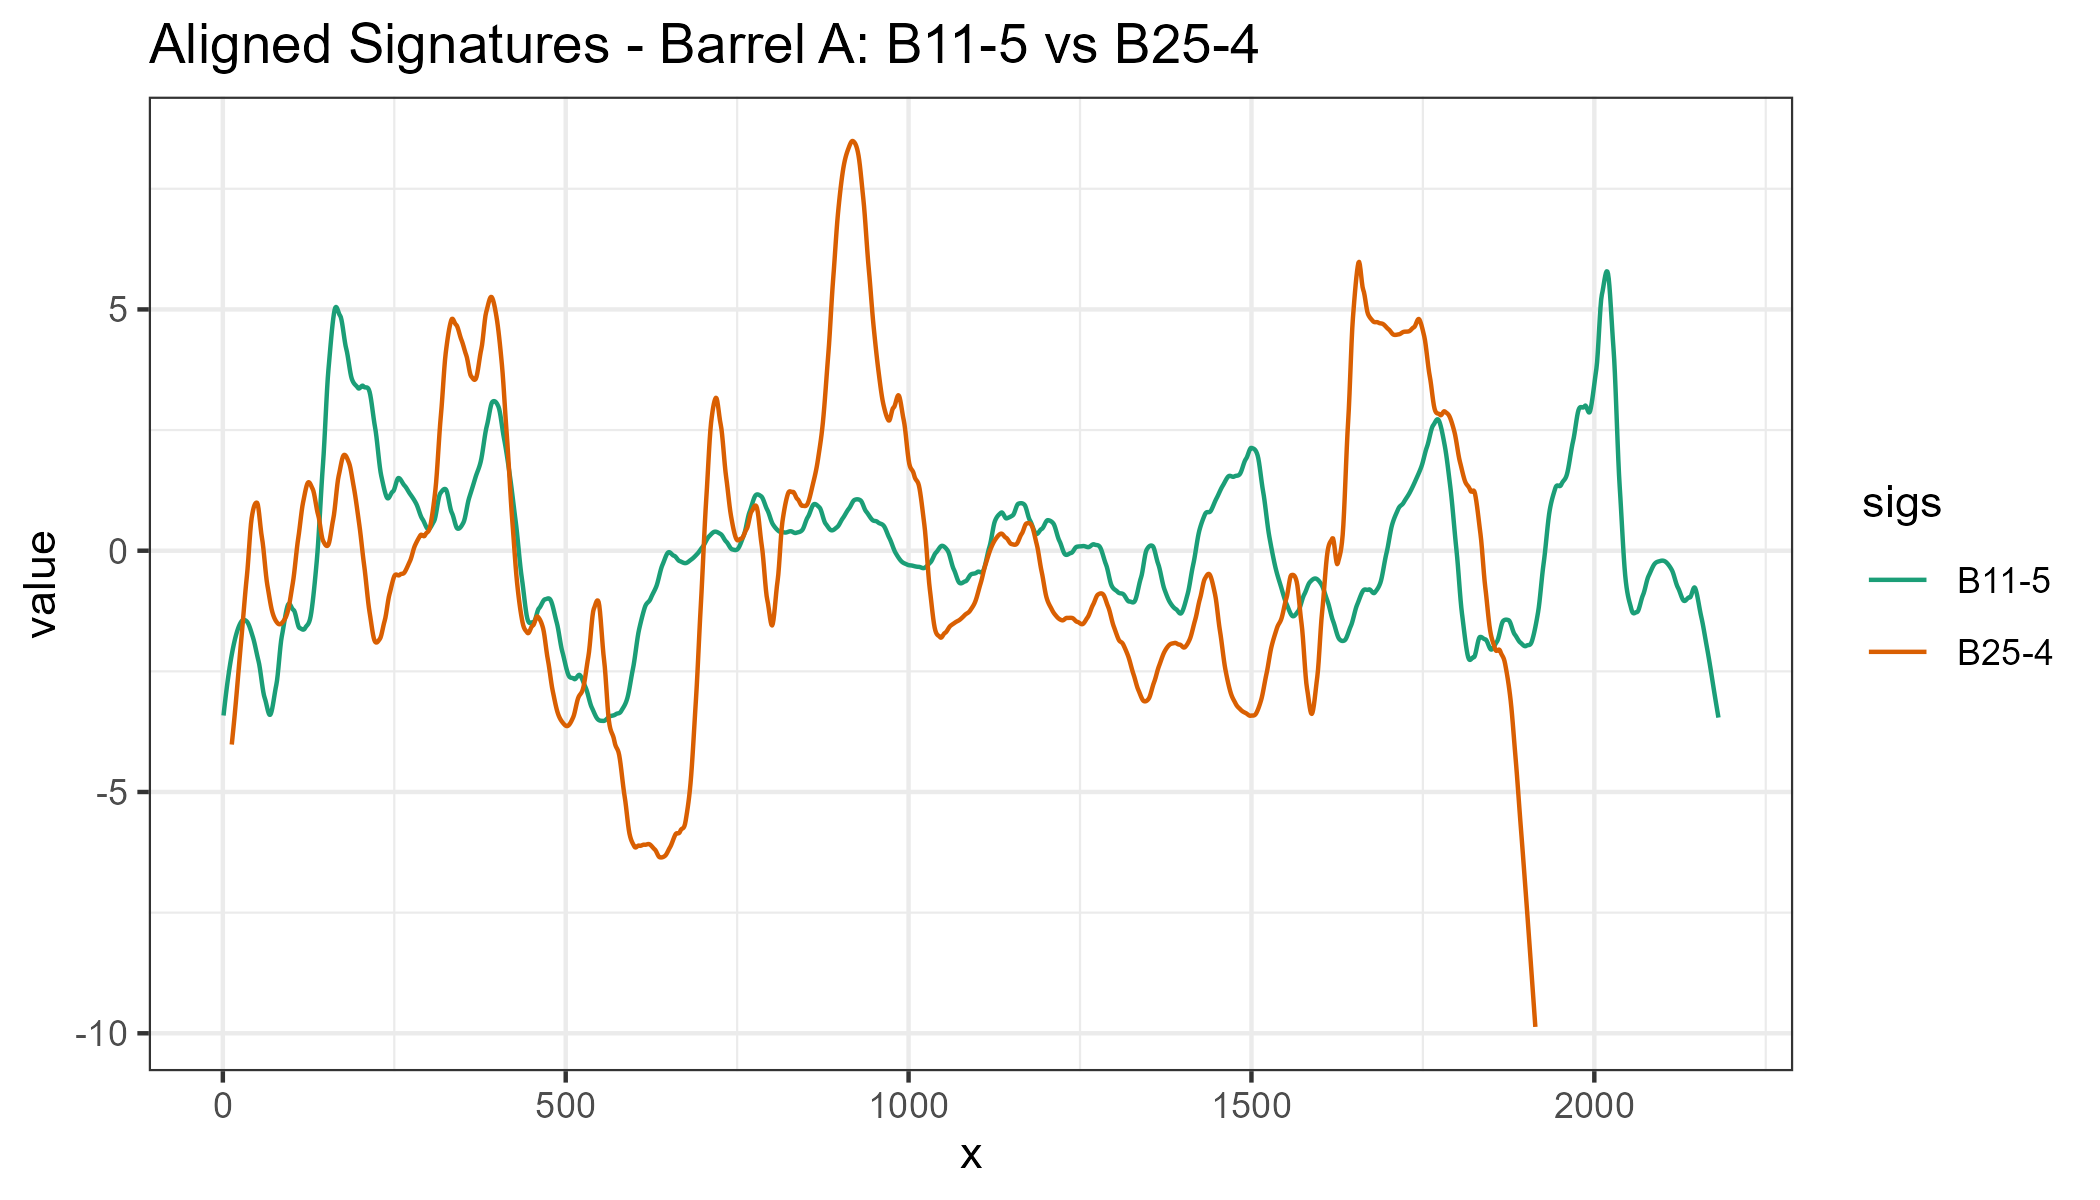 Aligned Signatures - Barrel A: B11-5 vs B25-4
value
5
0
-5
-10
0 500 1000 1500 2000
x
sigs
B11-5
B25-4